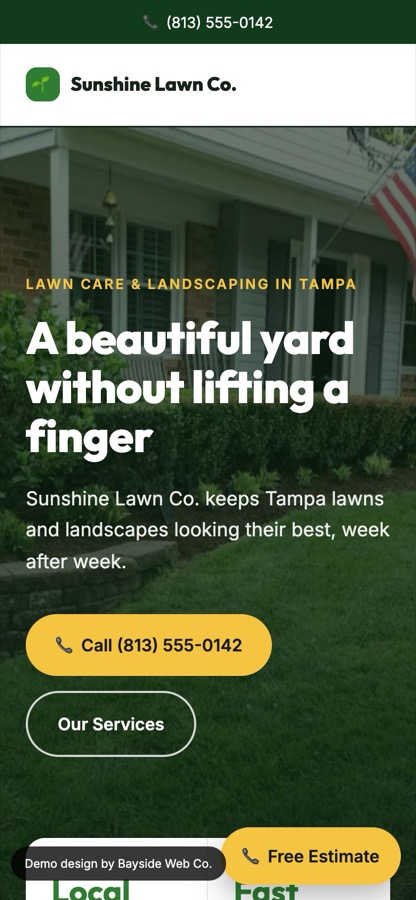 (813) 555-0142
Sunshine Lawn Co.
LAWN CARE & LANDSCAPING IN TAMPA
A beautiful yard
without lifting a
finger
Sunshine Lawn Co. keeps Tampa lawns
and landscapes looking their best, week
after week.
Call (813) 555-0142
Our Services
Demo design by Bayside Web Co.
Free Estimate
Local
Fast